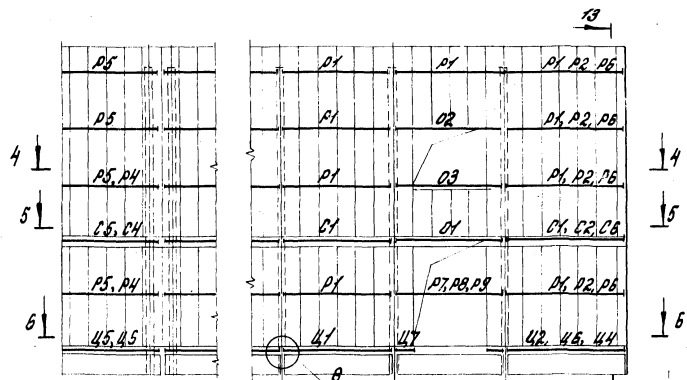 13
Р5 Р1 Р1 Р1, Р2, Р6
Р5 Р1 О2 Р1, Р2, Р6
4 Р5, Р4 Р1 О3 Р1, Р2, Р6 4
5 С5, С4 С1 О1 С1, С2, С6 5
Р5, Р4 Р1 Р7, Р8, Р9 Р1, Р2, Р6
6 Ц5, Ц5 Ц1 Ц7 Ц2, Ц6, Ц4 6
8